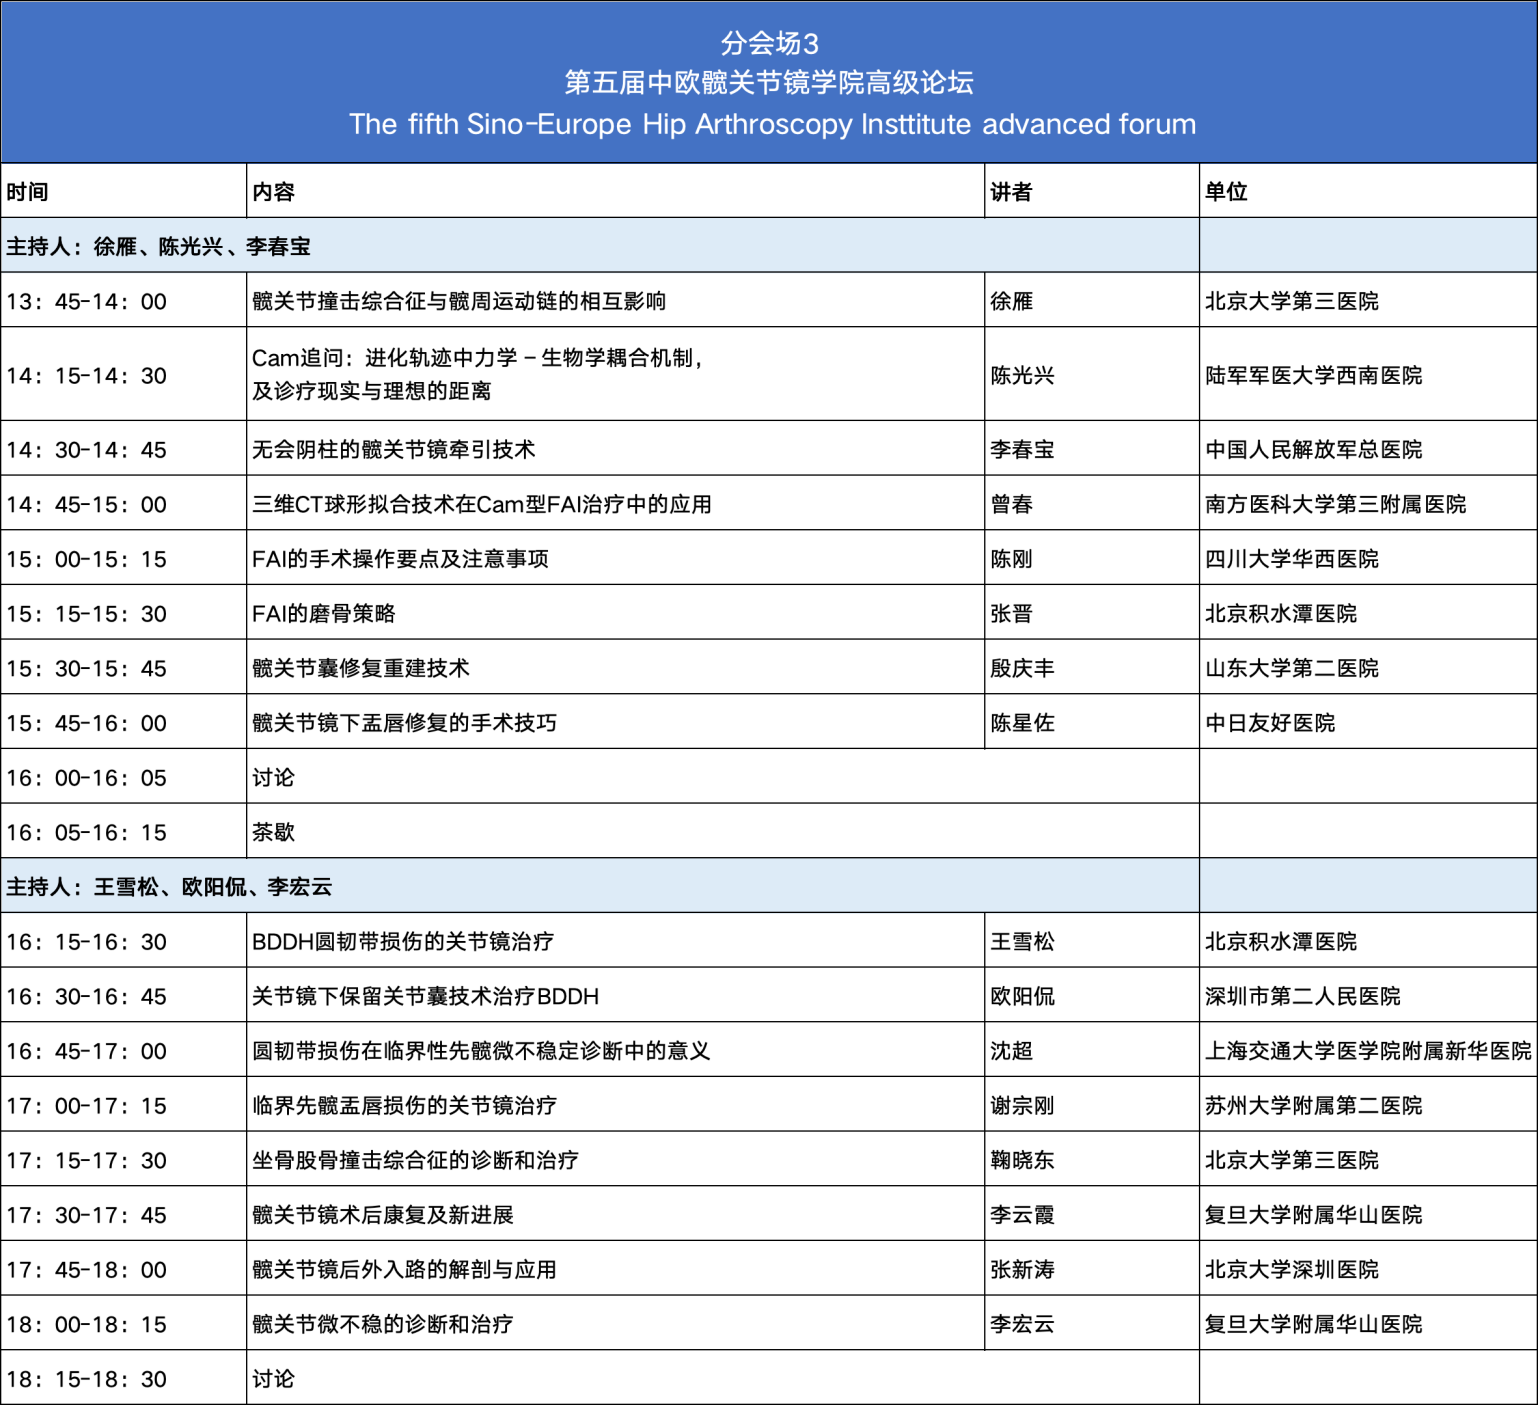 分会场3
第五届中欧髋关节镜学院高级论坛
The fifth Sino-Europe Hip Arthroscopy Insttitute advanced forum
时间 内容 讲者 单位
主持人：徐雁、陈光兴、李春宝
13：45-14：00 髋关节撞击综合征与髋周运动链的相互影响 徐雁 北京大学第三医院
14：15-14：30 Cam追问：进化轨迹中力学－生物学耦合机制，
及诊疗现实与理想的距离 陈光兴 陆军军医大学西南医院
14：30-14：45 无会阴柱的髋关节镜牵引技术 李春宝 中国人民解放军总医院
14：45-15：00 三维CT球形拟合技术在Cam型FAI治疗中的应用 曾春 南方医科大学第三附属医院
15：00-15：15 FAI的手术操作要点及注意事项 陈刚 四川大学华西医院
15：15-15：30 FAI的磨骨策略 张晋 北京积水潭医院
15：30-15：45 髋关节囊修复重建技术 殷庆丰 山东大学第二医院
15：45-16：00 髋关节镜下盂唇修复的手术技巧 陈星佐 中日友好医院
16：00-16：05 讨论
16：05-16：15 茶歇
主持人：王雪松、欧阳侃、李宏云
16：15-16：30 BDDH圆韧带损伤的关节镜治疗 王雪松 北京积水潭医院
16：30-16：45 关节镜下保留关节囊技术治疗BDDH 欧阳侃 深圳市第二人民医院
16：45-17：00 圆韧带损伤在临界性先髋微不稳定诊断中的意义 沈超 上海交通大学医学院附属新华医院
17：00-17：15 临界先髋盂唇损伤的关节镜治疗 谢宗刚 苏州大学附属第二医院
17：15-17：30 坐骨股骨撞击综合征的诊断和治疗 鞠晓东 北京大学第三医院
17：30-17：45 髋关节镜术后康复及新进展 李云霞 复旦大学附属华山医院
17：45-18：00 髋关节镜后外入路的解剖与应用 张新涛 北京大学深圳医院
18：00-18：15 髋关节微不稳的诊断和治疗 李宏云 复旦大学附属华山医院
18：15-18：30 讨论